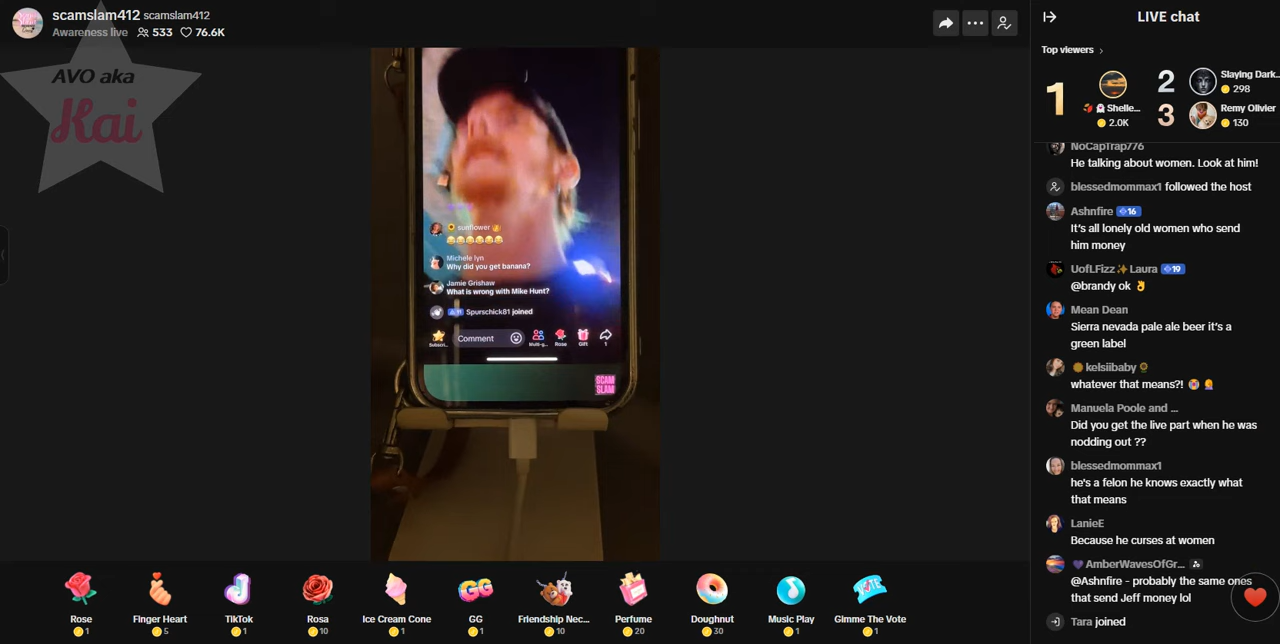 scamslam412 scamslam412
Awareness live 533 76.6K
AVO aka
Kai
sunflower
Michele lyn
Why did you get banana?
Jamie Grishaw
What is wrong with Mike Hunt?
Spurschick81 joined
Comment
Rose
Gift
1
SCAM
SLAM
Rose
1
Finger Heart
5
TikTok
1
Rosa
10
Ice Cream Cone
1
GG
GG
1
Friendship Nec...
10
Perfume
20
Doughnut
30
Music Play
1
VOTE
Gimme The Vote
1
LIVE chat
Top viewers
1
Shelle...
2.0K
2
Slaying Dark...
298
3
Remy Olivier
130
NoCapTrap776
He talking about women. Look at him!
blessedmommax1 followed the host
Ashnfire 16
It's all lonely old women who send
him money
UofLFizz Laura 19
@brandy ok 👌
Mean Dean
Sierra nevada pale ale beer it's a
green label
kelsiibaby
whatever that means?!
Manuela Poole and ...
Did you get the live part when he was
nodding out ??
blessedmommax1
he's a felon he knows exactly what
that means
LanieE
Because he curses at women
AmberWavesOfGr...
@Ashnfire - probably the same ones
that send Jeff money lol
Tara joined